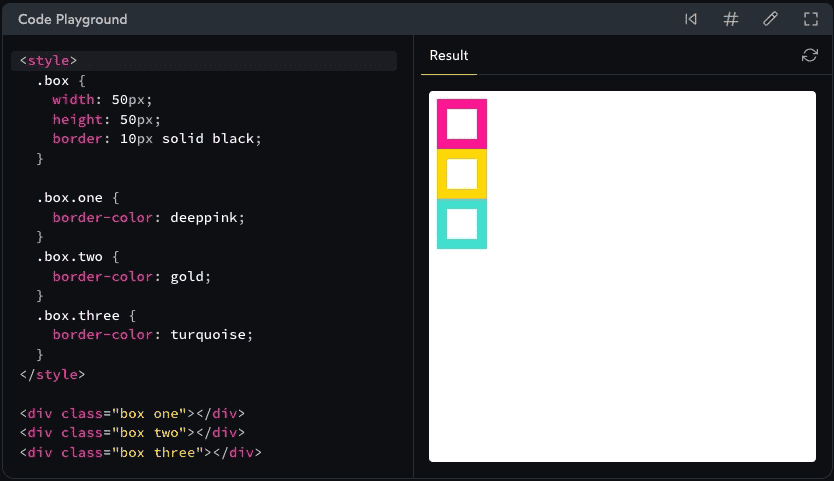 Code Playground
<style>
.box {
width: 50px;
height: 50px;
border: 10px solid black;
}
.box.one {
border-color: deeppink;
}
.box.two {
border-color: gold;
}
.box.three {
border-color: turquoise;
}
</style>
<div class="box one"></div>
<div class="box two"></div>
<div class="box three"></div>
Result